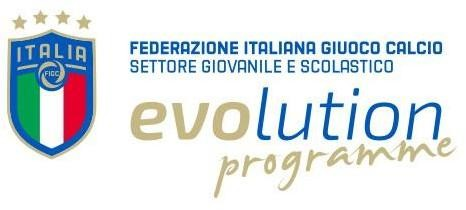 ITALIA
FIGC
FEDERAZIONE ITALIANA GIUOCO CALCIO
SETTORE GIOVANILE E SCOLASTICO
evolution
programme